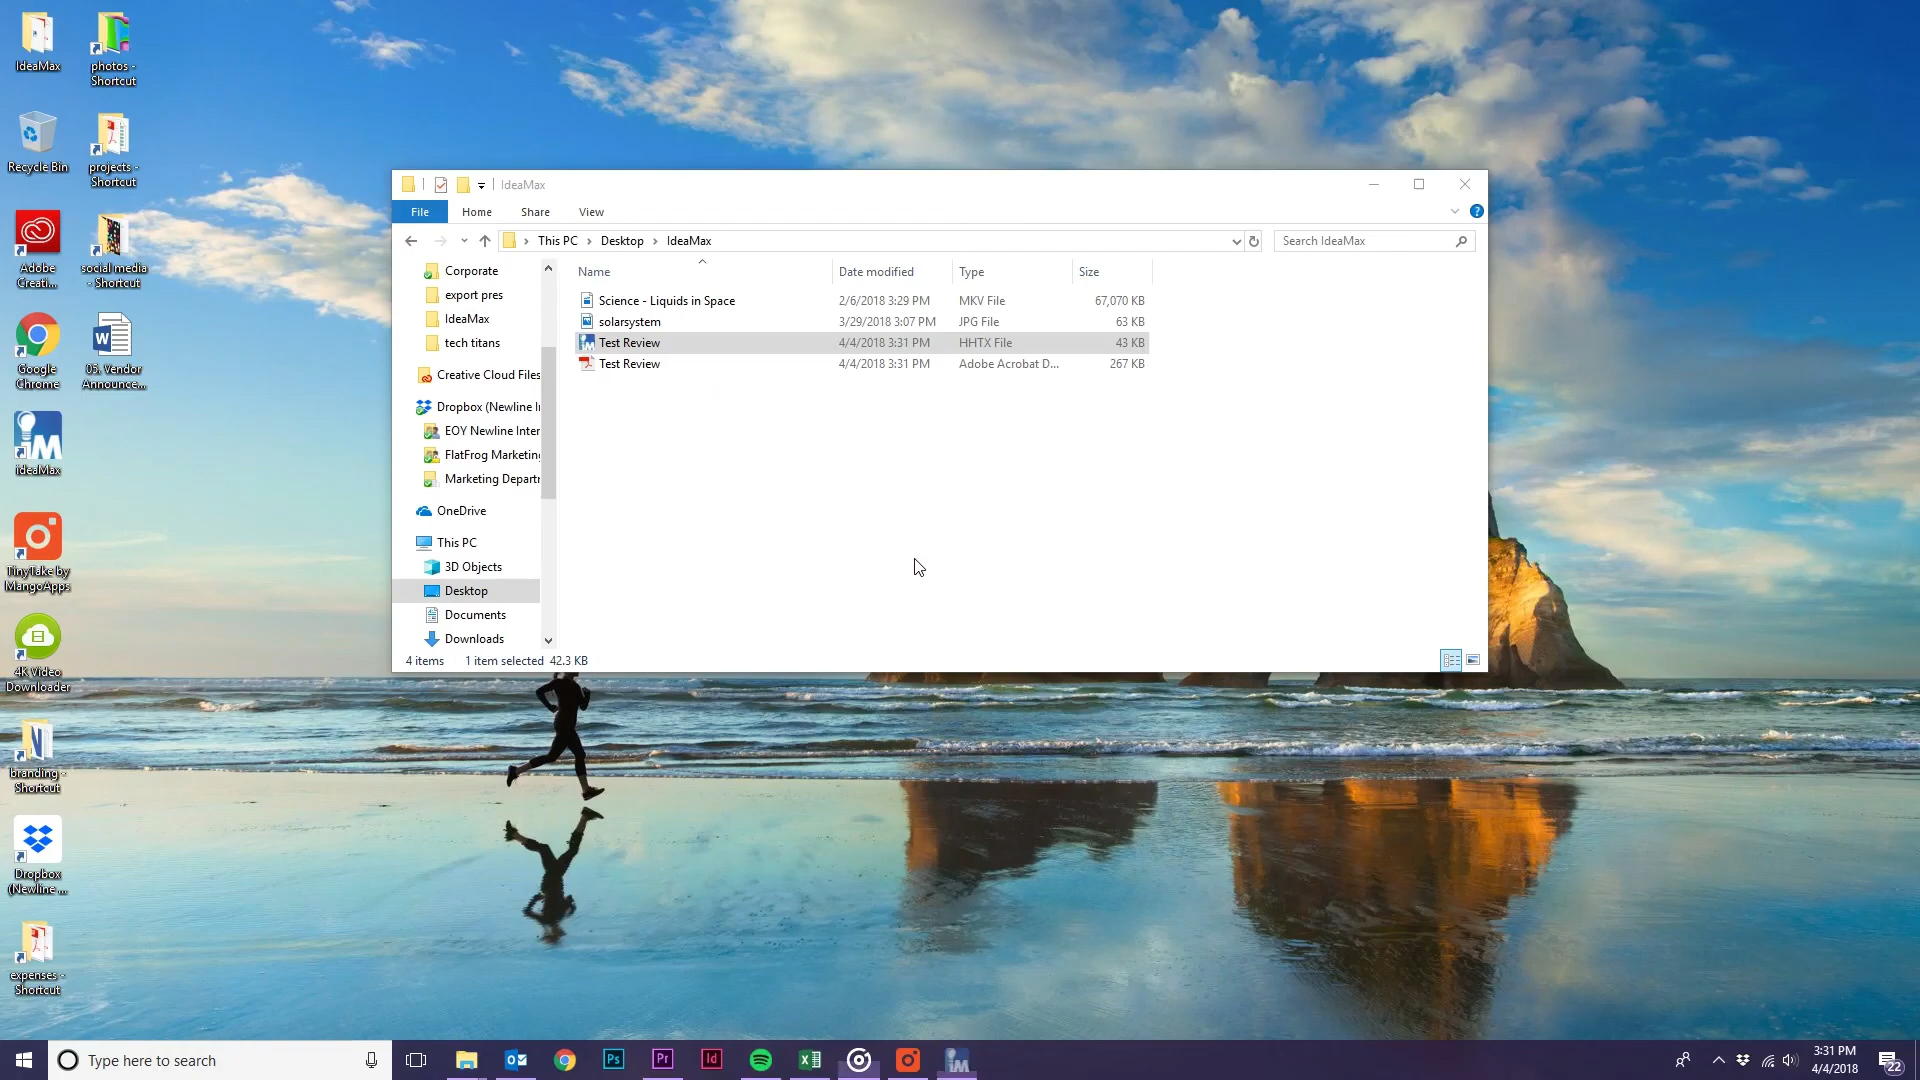 IdeaMax
photos -
Shortcut
Recycle Bin
projects -
Shortcut
Adobe
Creati...
social media
- Shortcut
Google
Chrome
05. Vendor
Announce...
ideaMax
TinyTake by
MangoApps
4K Video
Downloader
branding -
Shortcut
Dropbox
(Newline ...
expenses -
Shortcut
IdeaMax
File Home Share View
This PC Desktop IdeaMax
Search IdeaMax
Corporate
export pres
IdeaMax
tech titans
Creative Cloud Files
Dropbox (Newline I
EOY Newline Inter
FlatFrog Marketing
Marketing Depart
OneDrive
This PC
3D Objects
Desktop
Documents
Downloads
Name Date modified Type Size
Science - Liquids in Space 2/6/2018 3:29 PM MKV File 67,070 KB
solarsystem 3/29/2018 3:07 PM JPG File 63 KB
Test Review 4/4/2018 3:31 PM HHTX File 43 KB
Test Review 4/4/2018 3:31 PM Adobe Acrobat D... 267 KB
4 items 1 item selected 42.3 KB
Type here to search
Ps
Pr
Id
iM
3:31 PM
4/4/2018
22